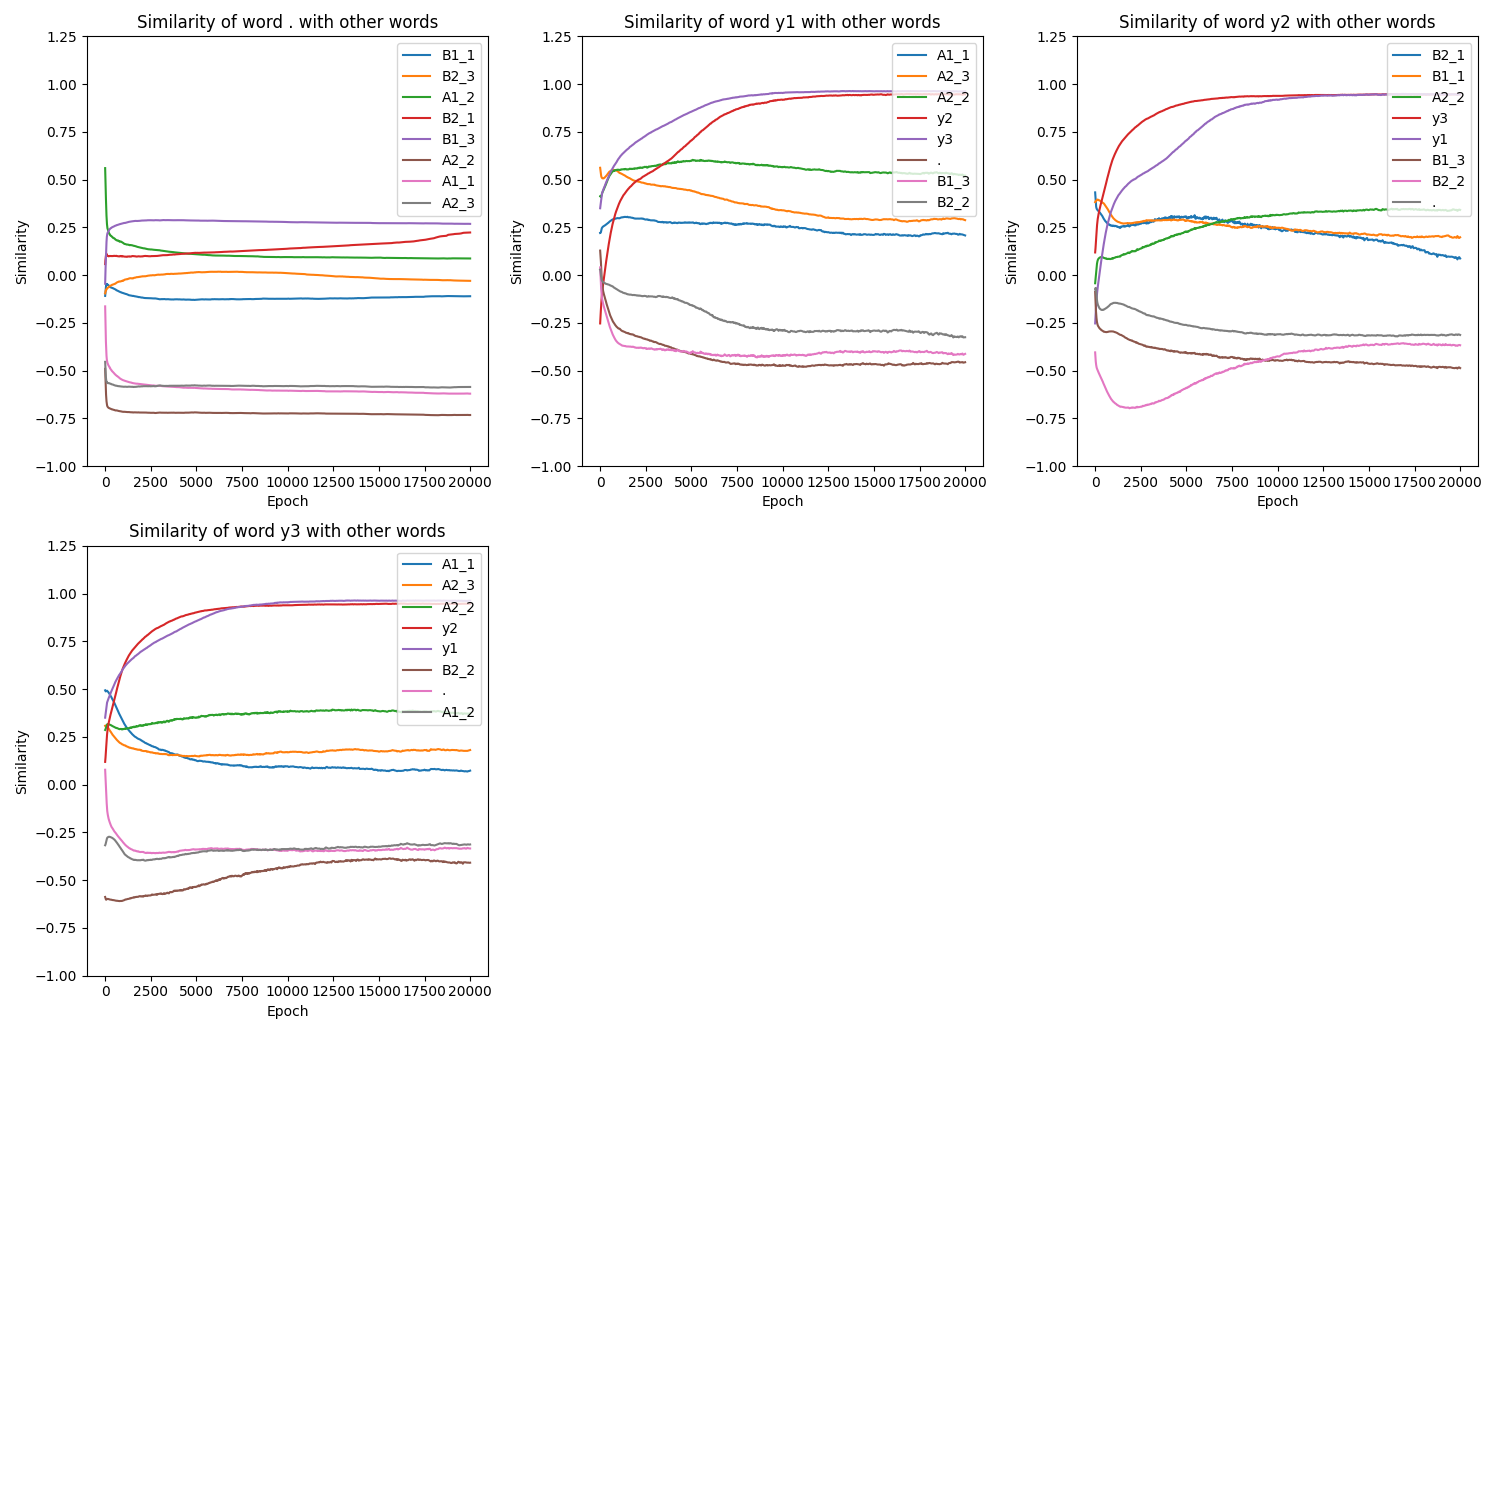 Similarity of word . with other words
1.25
1.00
0.75
0.50
0.25
0.00
−0.25
−0.50
−0.75
−1.00
Similarity
B1_1
B2_3
A1_2
B2_1
B1_3
A2_2
A1_1
A2_3
0 2500 5000 7500 10000 12500 15000 17500 20000
Epoch
Similarity of word y1 with other words
1.25
1.00
0.75
0.50
0.25
0.00
−0.25
−0.50
−0.75
−1.00
Similarity
A1_1
A2_3
A2_2
y2
y3
.
B1_3
B2_2
0 2500 5000 7500 10000 12500 15000 17500 20000
Epoch
Similarity of word y2 with other words
1.25
1.00
0.75
0.50
0.25
0.00
−0.25
−0.50
−0.75
−1.00
Similarity
B2_1
B1_1
A2_2
y3
y1
B1_3
B2_2
.
0 2500 5000 7500 10000 12500 15000 17500 20000
Epoch
Similarity of word y3 with other words
1.25
1.00
0.75
0.50
0.25
0.00
−0.25
−0.50
−0.75
−1.00
Similarity
A1_1
A2_3
A2_2
y2
y1
B2_2
.
A1_2
0 2500 5000 7500 10000 12500 15000 17500 20000
Epoch